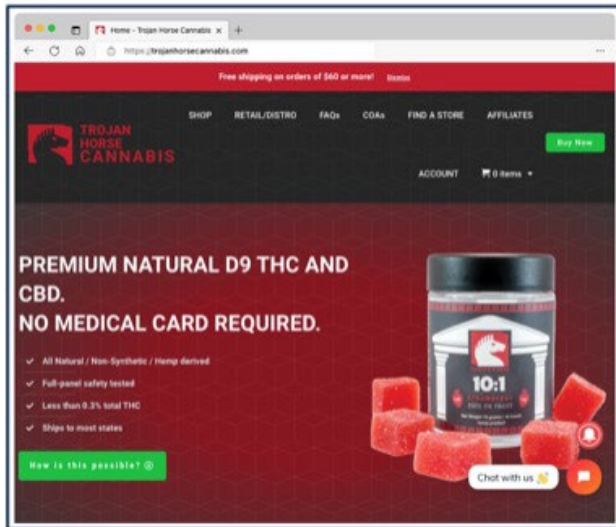 Home - Trojan Horse Cannabis
https://trojanhorsecannabis.com
Free shipping on orders of $60 or more! Dismiss
SHOP RETAIL/DISTRO FAQs COAs FIND A STORE AFFILIATES
TROJAN
HORSE
CANNABIS
Buy Now
ACCOUNT 0 items
PREMIUM NATURAL D9 THC AND
CBD.
NO MEDICAL CARD REQUIRED.
All Natural / Non-Synthetic / Hemp derived
Full-panel safety tested
Less than 0.3% total THC
Ships to most states
How is this possible?
10:1
STRAWBERRY
Chat with us